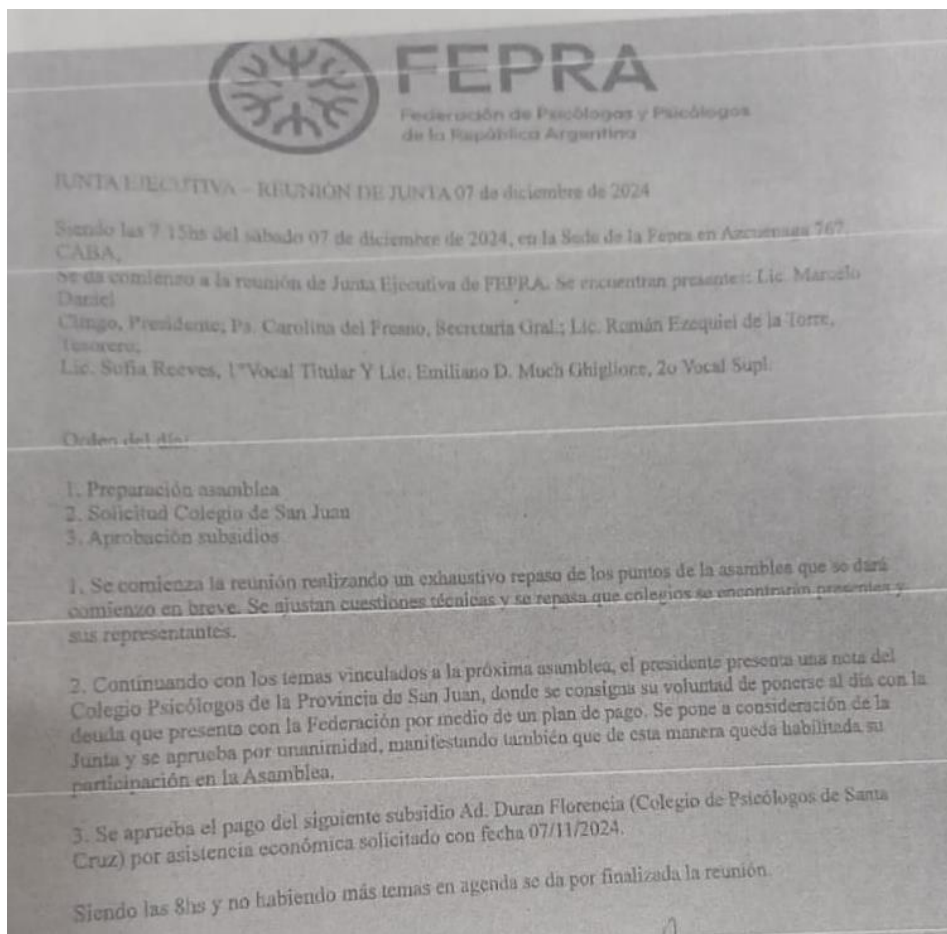 FEPRA
Federación de Psicólogas y Psicólogos
de la República Argentina
JUNTA EJECUTIVA – REUNIÓN DE JUNTA 07 de diciembre de 2024
Siendo las 7.15hs del sábado 07 de diciembre de 2024, en la Sede de la Fepra en Azcuénaga 767,
CABA,
Se da comienzo a la reunión de Junta Ejecutiva de FEPRA. Se encuentran presentes: Lic. Marcelo
Daniel
Clingo, Presidente; Ps. Carolina del Fresno, Secretaria Gral.; Lic. Román Ezequiel de la Torre,
Tesorero;
Lic. Sofía Reeves, 1°Vocal Titular Y Lic. Emiliano D. Much Ghiglione, 2o Vocal Supl.
Orden del día:
1. Preparación asamblea
2. Solicitud Colegio de San Juan
3. Aprobación subsidios
1. Se comienza la reunión realizando un exhaustivo repaso de los puntos de la asamblea que se dará
comienzo en breve. Se ajustan cuestiones técnicas y se repasa que colegios se encontrarán presentes y
sus representantes.
2. Continuando con los temas vinculados a la próxima asamblea, el presidente presenta una nota del
Colegio Psicólogos de la Provincia de San Juan, donde se consigna su voluntad de ponerse al día con la
deuda que presenta con la Federación por medio de un plan de pago. Se pone a consideración de la
Junta y se aprueba por unanimidad, manifestando también que de esta manera queda habilitada su
participación en la Asamblea.
3. Se aprueba el pago del siguiente subsidio Ad. Duran Florencia (Colegio de Psicólogos de Santa
Cruz) por asistencia económica solicitado con fecha 07/11/2024.
Siendo las 8hs y no habiendo más temas en agenda se da por finalizada la reunión.